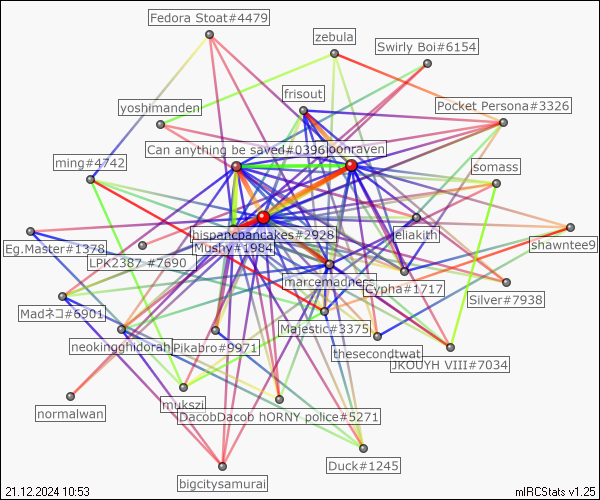 Fedora Stoat#4479
zebula
Swirly Boi#6154
frisout
yoshimanden
Pocket Persona#3326
Can anything be saved#0396
loonraven
ming#4742
somass
hispancpancakes#2928
jeliakith
Eg.Master#1378
Mushy#1984
shawntee9
LPK2387 #7690
marcemadness
Cypha#1717
Silver#7938
Madネコ#6901
Majestic#3375
neokingghidorah
Pikabro#9971
thesecondtwat
JKOUYH VIII#7034
mukszi
DacobDacob hORNY police#5271
normalwan
Duck#1245
bigcitysamurai
21.12.2024 10:53
mIRCStats v1.25